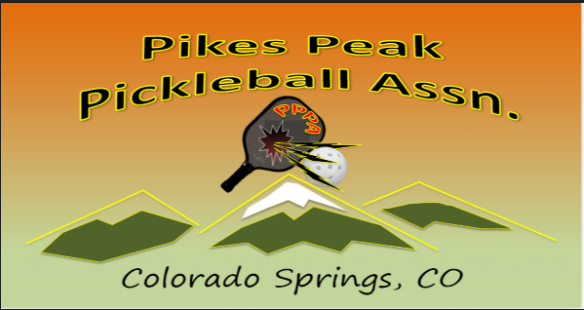 Pikes Peak
Pickleball Assn.
PPPA
Colorado Springs, CO